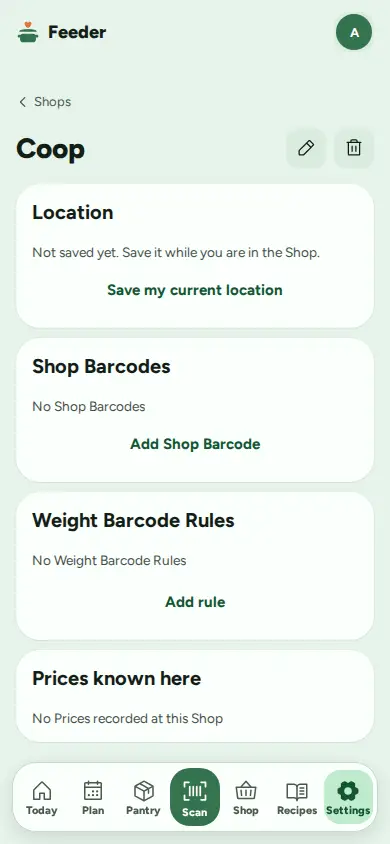 Feeder
A
Shops
Coop
Location
Not saved yet. Save it while you are in the Shop.
Save my current location
Shop Barcodes
No Shop Barcodes
Add Shop Barcode
Weight Barcode Rules
No Weight Barcode Rules
Add rule
Prices known here
No Prices recorded at this Shop
Today
Plan
Pantry
Scan
Shop
Recipes
Settings